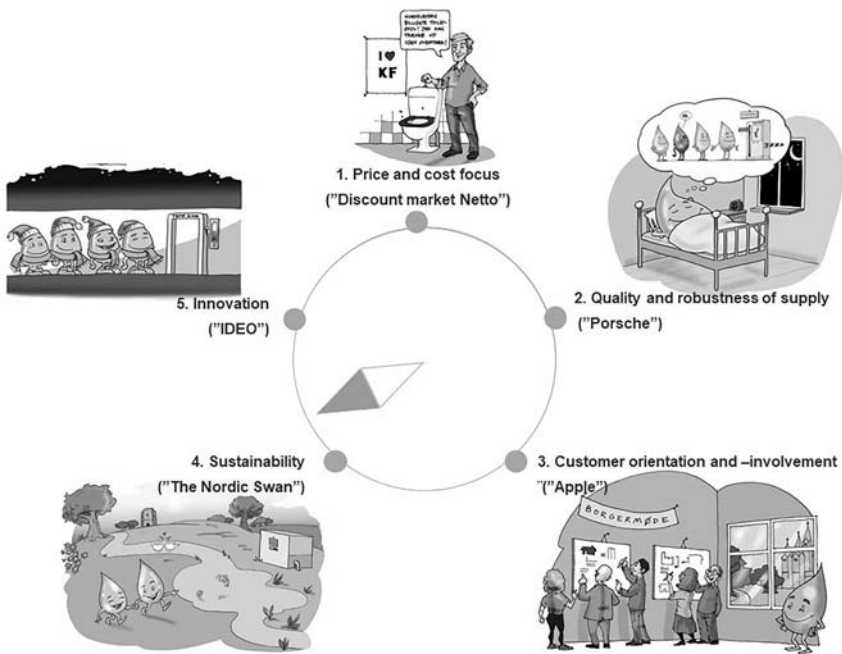 I ♥
KF
1. Price and cost focus
("Discount market Netto")
2. Quality and robustness of supply
("Porsche")
3. Customer orientation and –involvement
"("Apple")
BORGERMØDE
4. Sustainability
("The Nordic Swan")
5. Innovation
("IDEO")